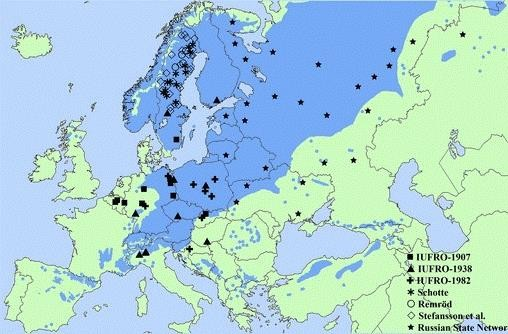 IUFRO-1907
IUFRO-1938
IUFRO-1982
Schotte
Remröd
Stefansson et al.
Russian State Networ